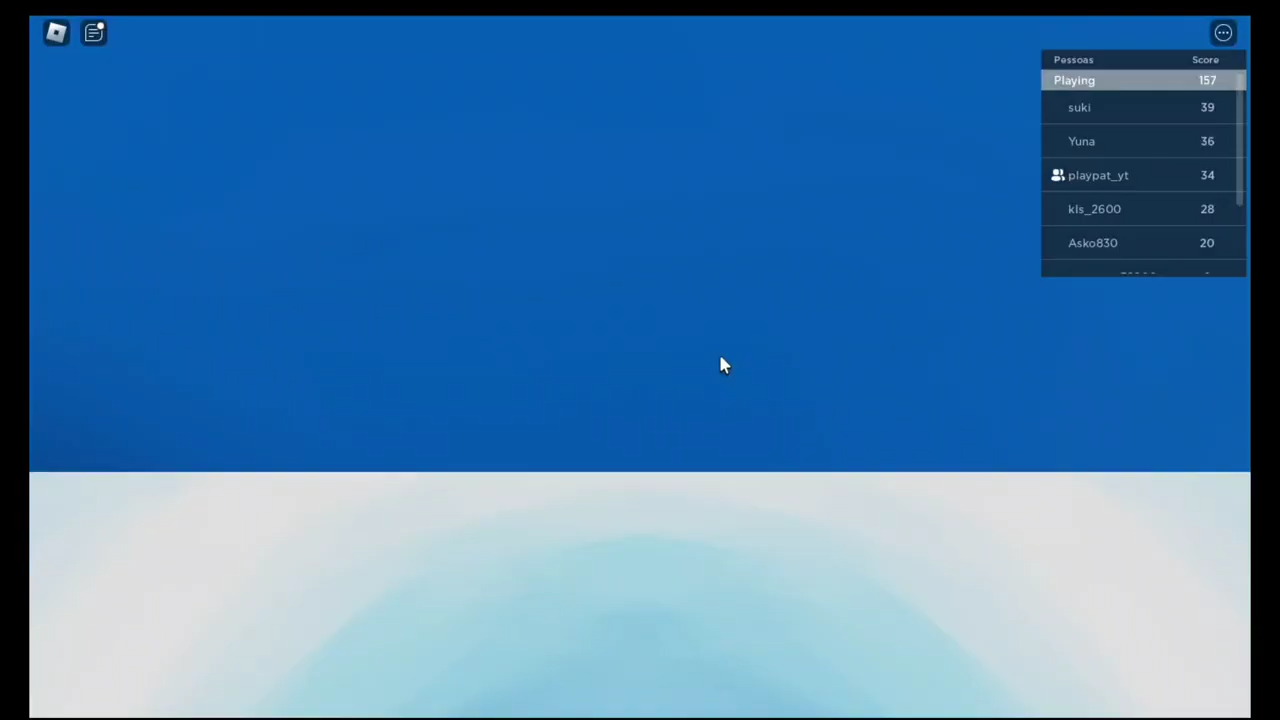 Pessoas Score
Playing 157
suki 39
Yuna 36
playpat_yt 34
kls_2600 28
Asko830 20